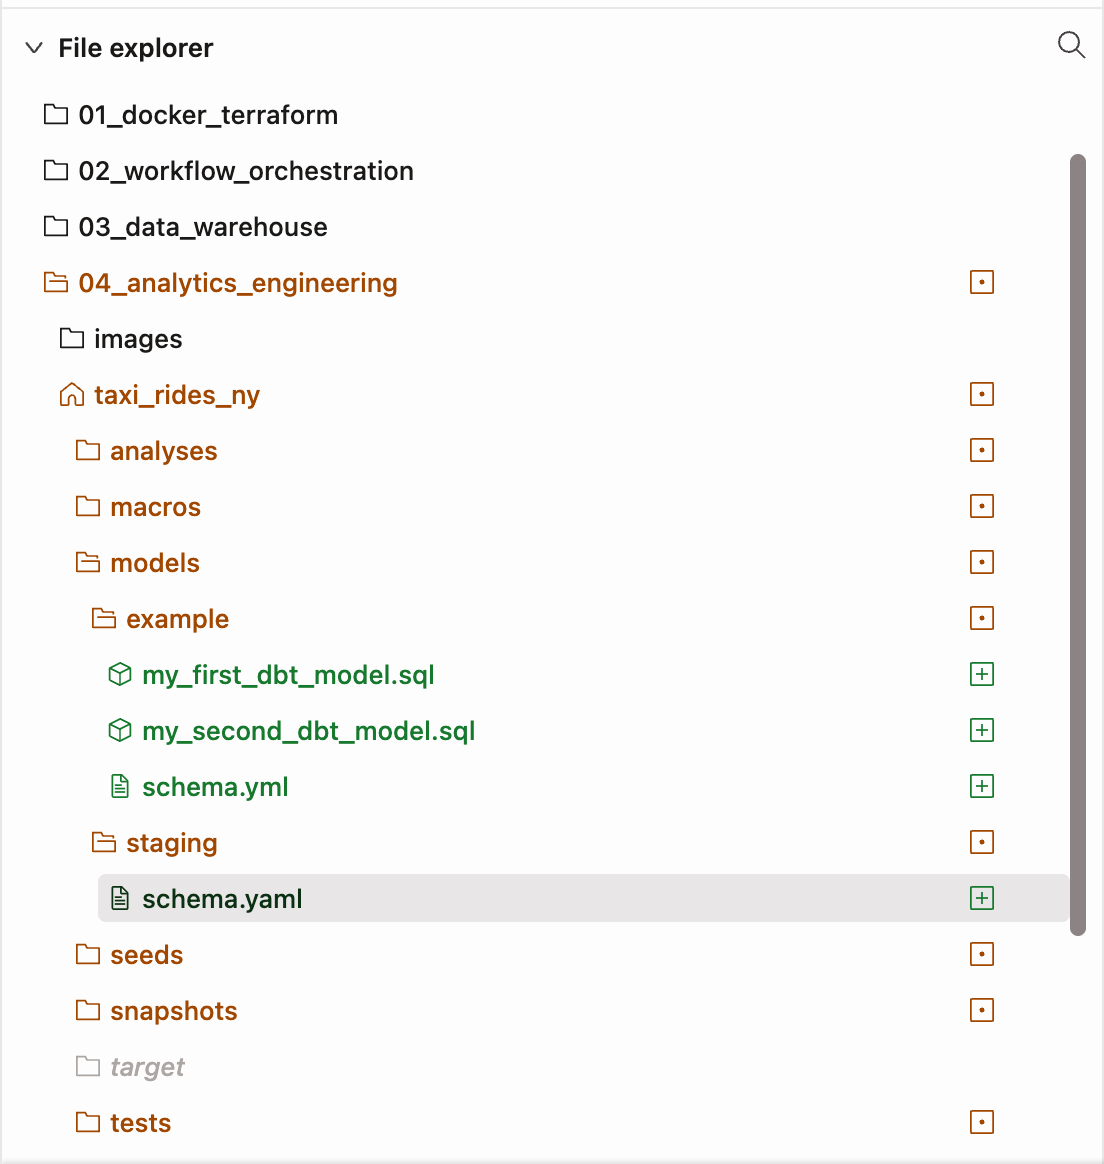 File explorer
01_docker_terraform
02_workflow_orchestration
03_data_warehouse
04_analytics_engineering
images
taxi_rides_ny
analyses
macros
models
example
my_first_dbt_model.sql
my_second_dbt_model.sql
schema.yml
staging
schema.yaml
seeds
snapshots
target
tests